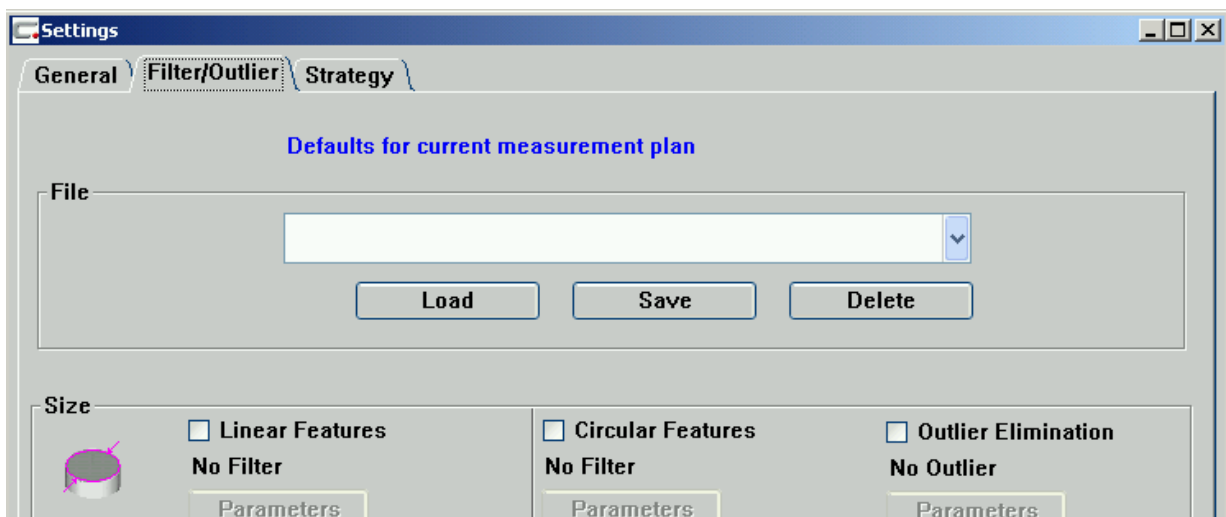 Settings
General Filter/Outlier Strategy
Defaults for current measurement plan
File
Load Save Delete
Size
Linear Features Circular Features Outlier Elimination
No Filter No Filter No Outlier
Parameters Parameters Parameters